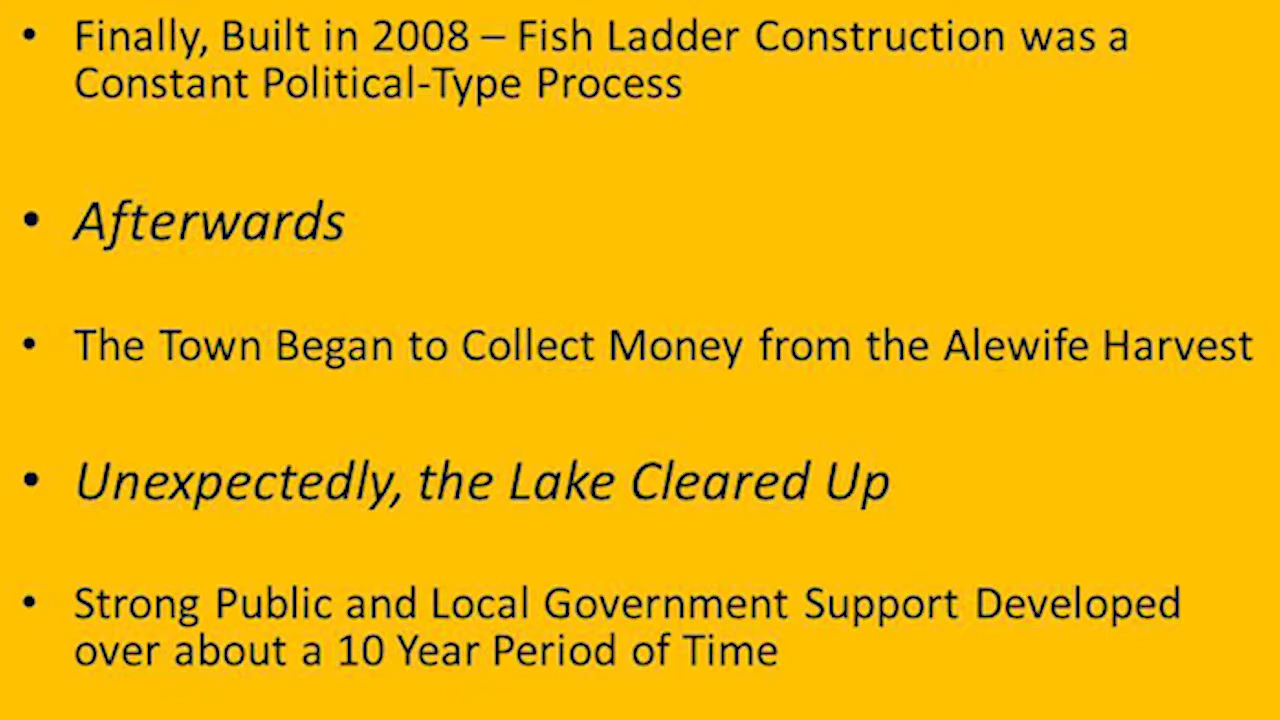 • Finally, Built in 2008 – Fish Ladder Construction was a
Constant Political-Type Process
• Afterwards
• The Town Began to Collect Money from the Alewife Harvest
• Unexpectedly, the Lake Cleared Up
• Strong Public and Local Government Support Developed
over about a 10 Year Period of Time